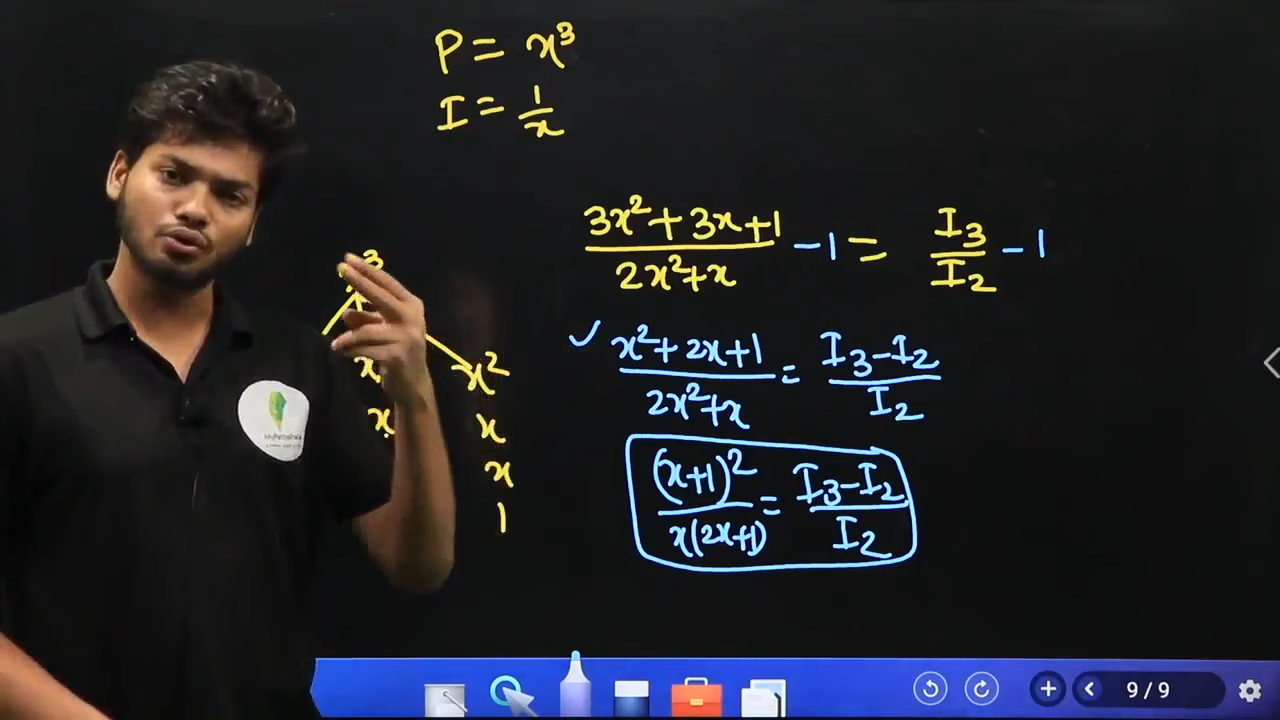 P = x³
I = 1/x
(3x²+3x+1)/(2x²+x) - 1 = I₃/I₂ - 1
✓ (x²+2x+1)/(2x²+x) = (I₃-I₂)/I₂
(x+1)²/(x(2x+1)) = (I₃-I₂)/I₂
x²
x
x
x
x
1
9 / 9